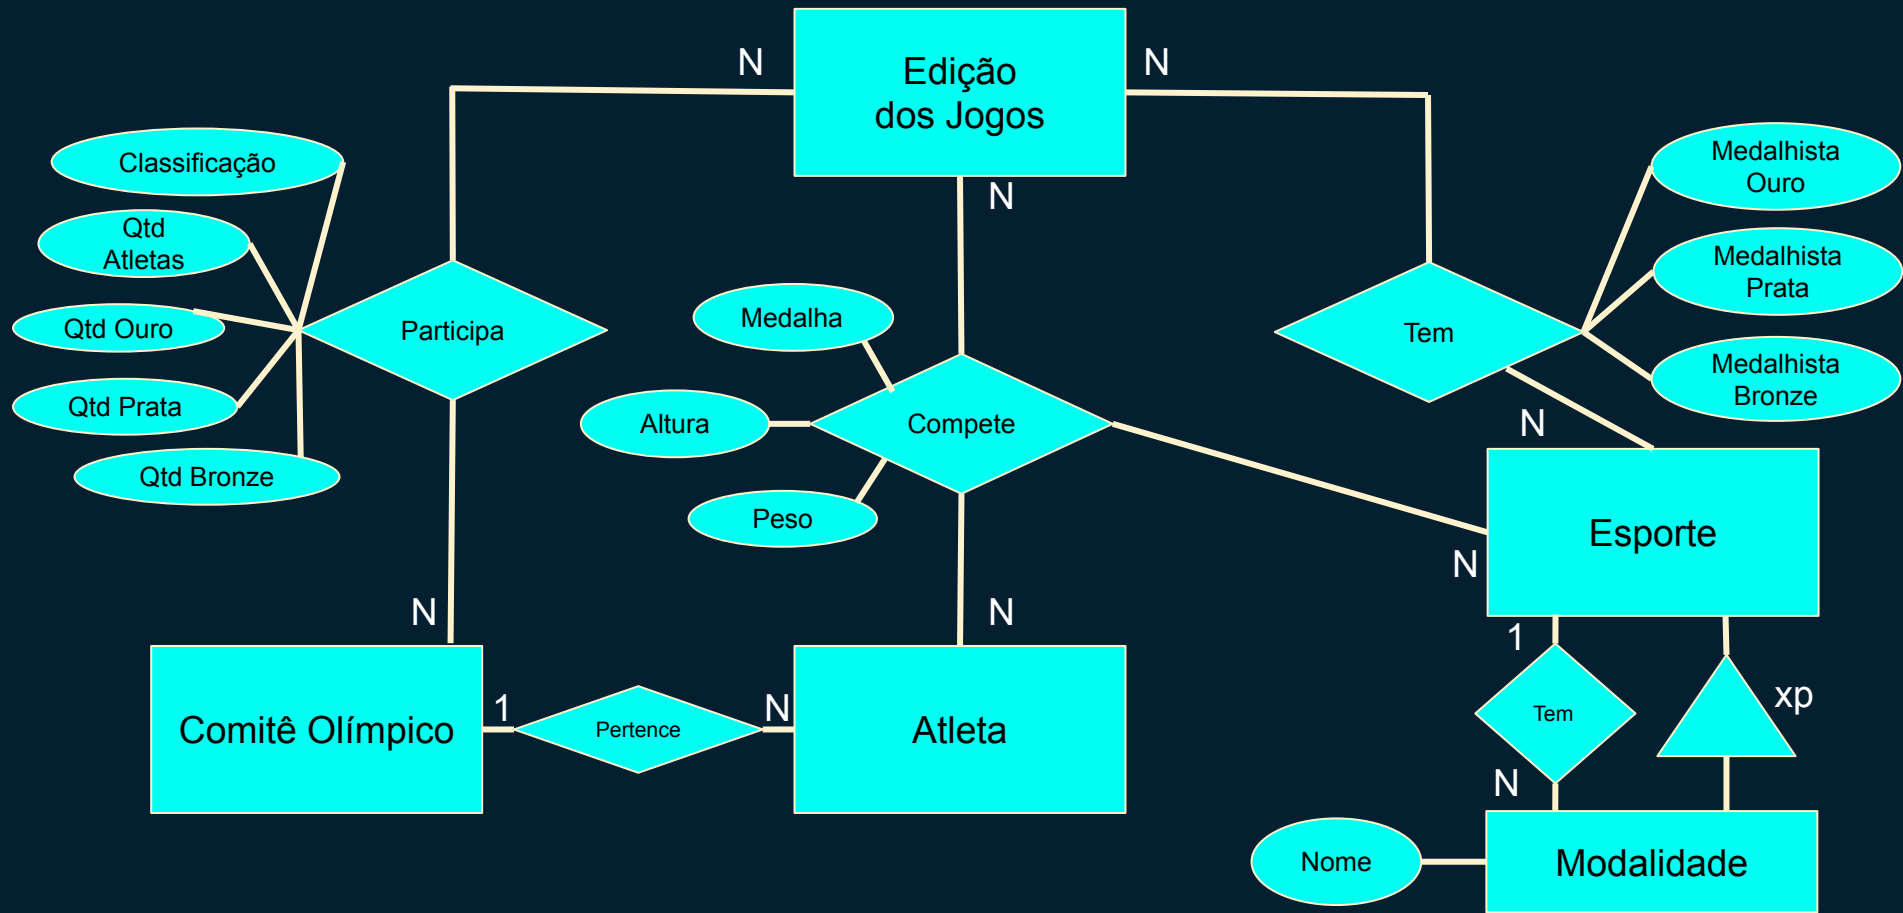 N
Edição
dos Jogos
N
N
Classificação
Qtd
Atletas
Qtd Ouro
Qtd Prata
Qtd Bronze
Participa
Medalha
Altura
Peso
Compete
Tem
Medalhista
Ouro
Medalhista
Prata
Medalhista
Bronze
N
N
Esporte
N
N
Comitê Olímpico
1
Pertence
N
Atleta
1
Tem
N
xp
Nome
Modalidade